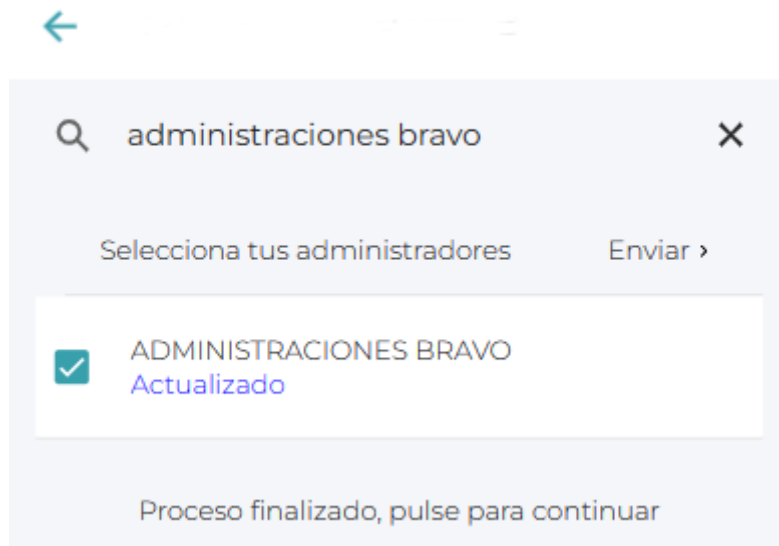 administraciones bravo
Selecciona tus administradores Enviar ›
ADMINISTRACIONES BRAVO
Actualizado
Proceso finalizado, pulse para continuar